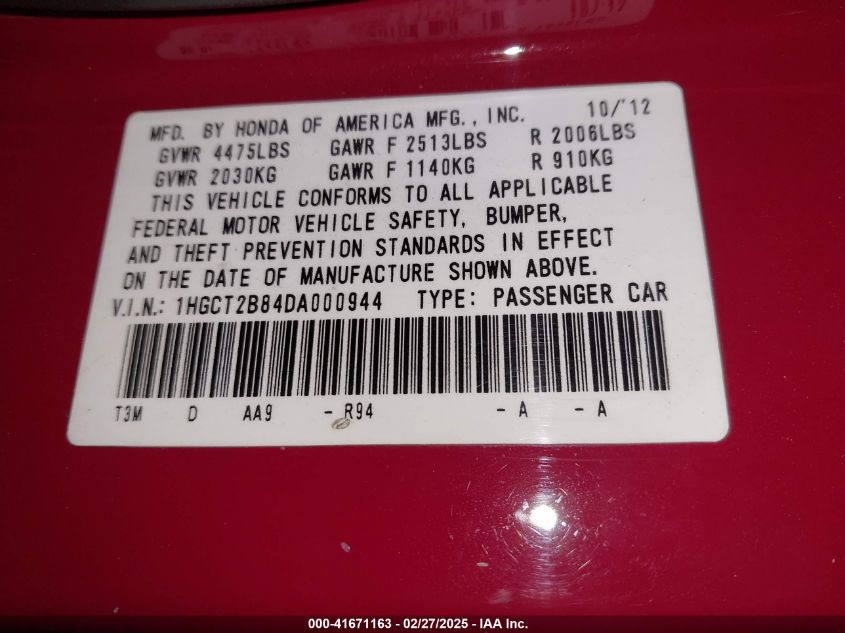 MFD. BY HONDA OF AMERICA MFG., INC. 10/'12
GVWR 4475LBS GAWR F 2513LBS R 2006LBS
GVWR 2030KG GAWR F 1140KG R 910KG
THIS VEHICLE CONFORMS TO ALL APPLICABLE
FEDERAL MOTOR VEHICLE SAFETY, BUMPER,
AND THEFT PREVENTION STANDARDS IN EFFECT
ON THE DATE OF MANUFACTURE SHOWN ABOVE.
V.I.N.: 1HGCT2B84DA000944 TYPE: PASSENGER CAR
T3M D AA9 - R94 - A - A
000-41671163 - 02/27/2025 - IAA Inc.